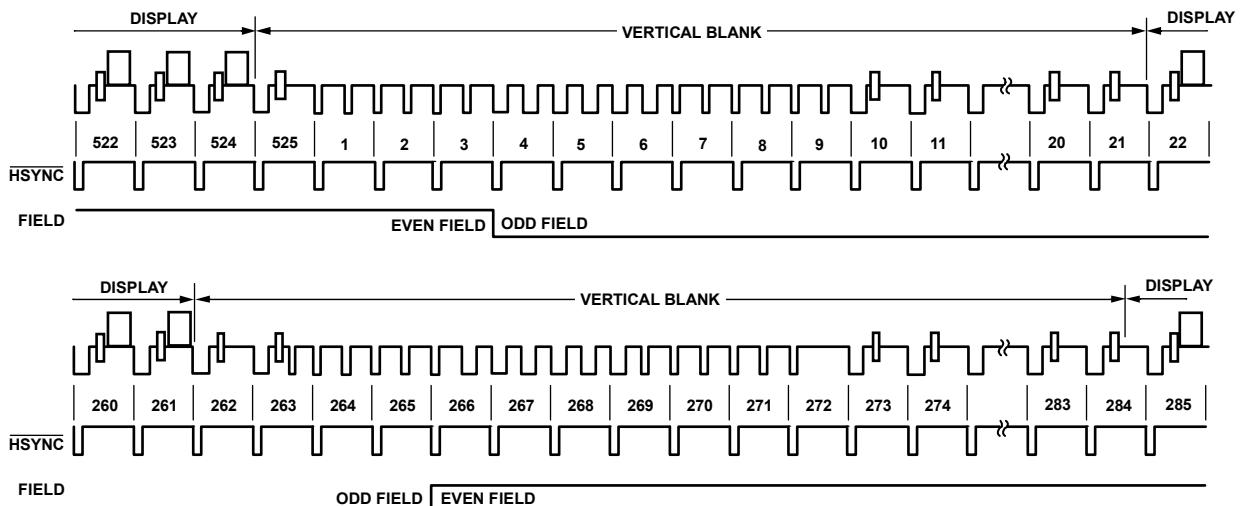 DISPLAY VERTICAL BLANK DISPLAY
522 523 524 525 1 2 3 4 5 6 7 8 9 10 11 20 21 22
HSYNC
FIELD EVEN FIELD ODD FIELD
DISPLAY VERTICAL BLANK DISPLAY
260 261 262 263 264 265 266 267 268 269 270 271 272 273 274 283 284 285
HSYNC
FIELD ODD FIELD EVEN FIELD